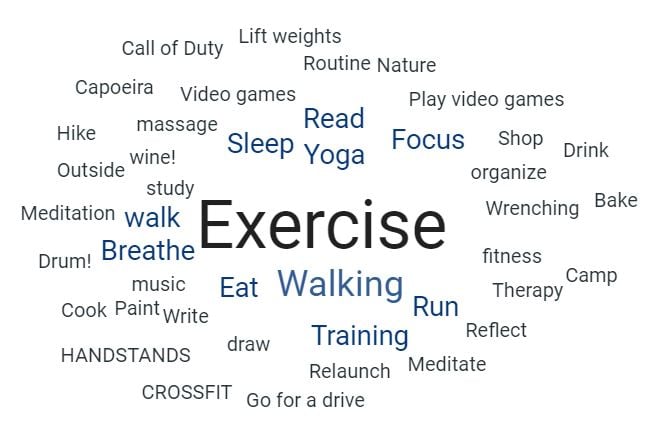 Lift weights
Call of Duty
Routine
Nature
Capoeira
Video games
Play video games
Read
massage
Hike
Sleep
Focus
Shop
Drink
Yoga
wine!
Outside
organize
study
Bake
Wrenching
Meditation
walk
Exercise
Breathe
Drum!
fitness
Camp
music
Eat
Walking
Therapy
Cook
Paint
Write
Run
Reflect
Training
draw
HANDSTANDS
Meditate
Relaunch
CROSSFIT
Go for a drive